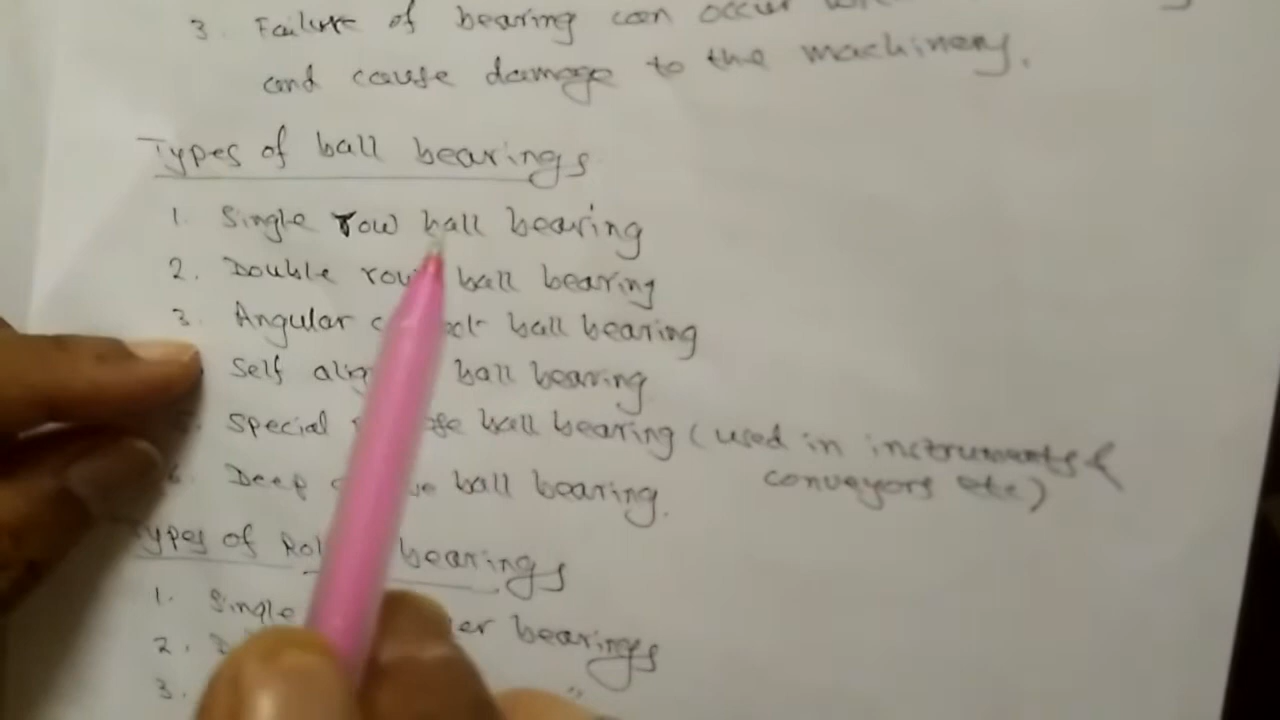 3. Failure of bearing can occur
and cause damage to the machinery.
Types of ball bearings
1. Single row ball bearing
2. Double row ball bearing
3. Angular ball bearing
Self ball bearing
Special ball bearing (used in instruments &
conveyors etc)
6. Deep ball bearing.
Types of bearings
1. Single bearings
2.
3. "